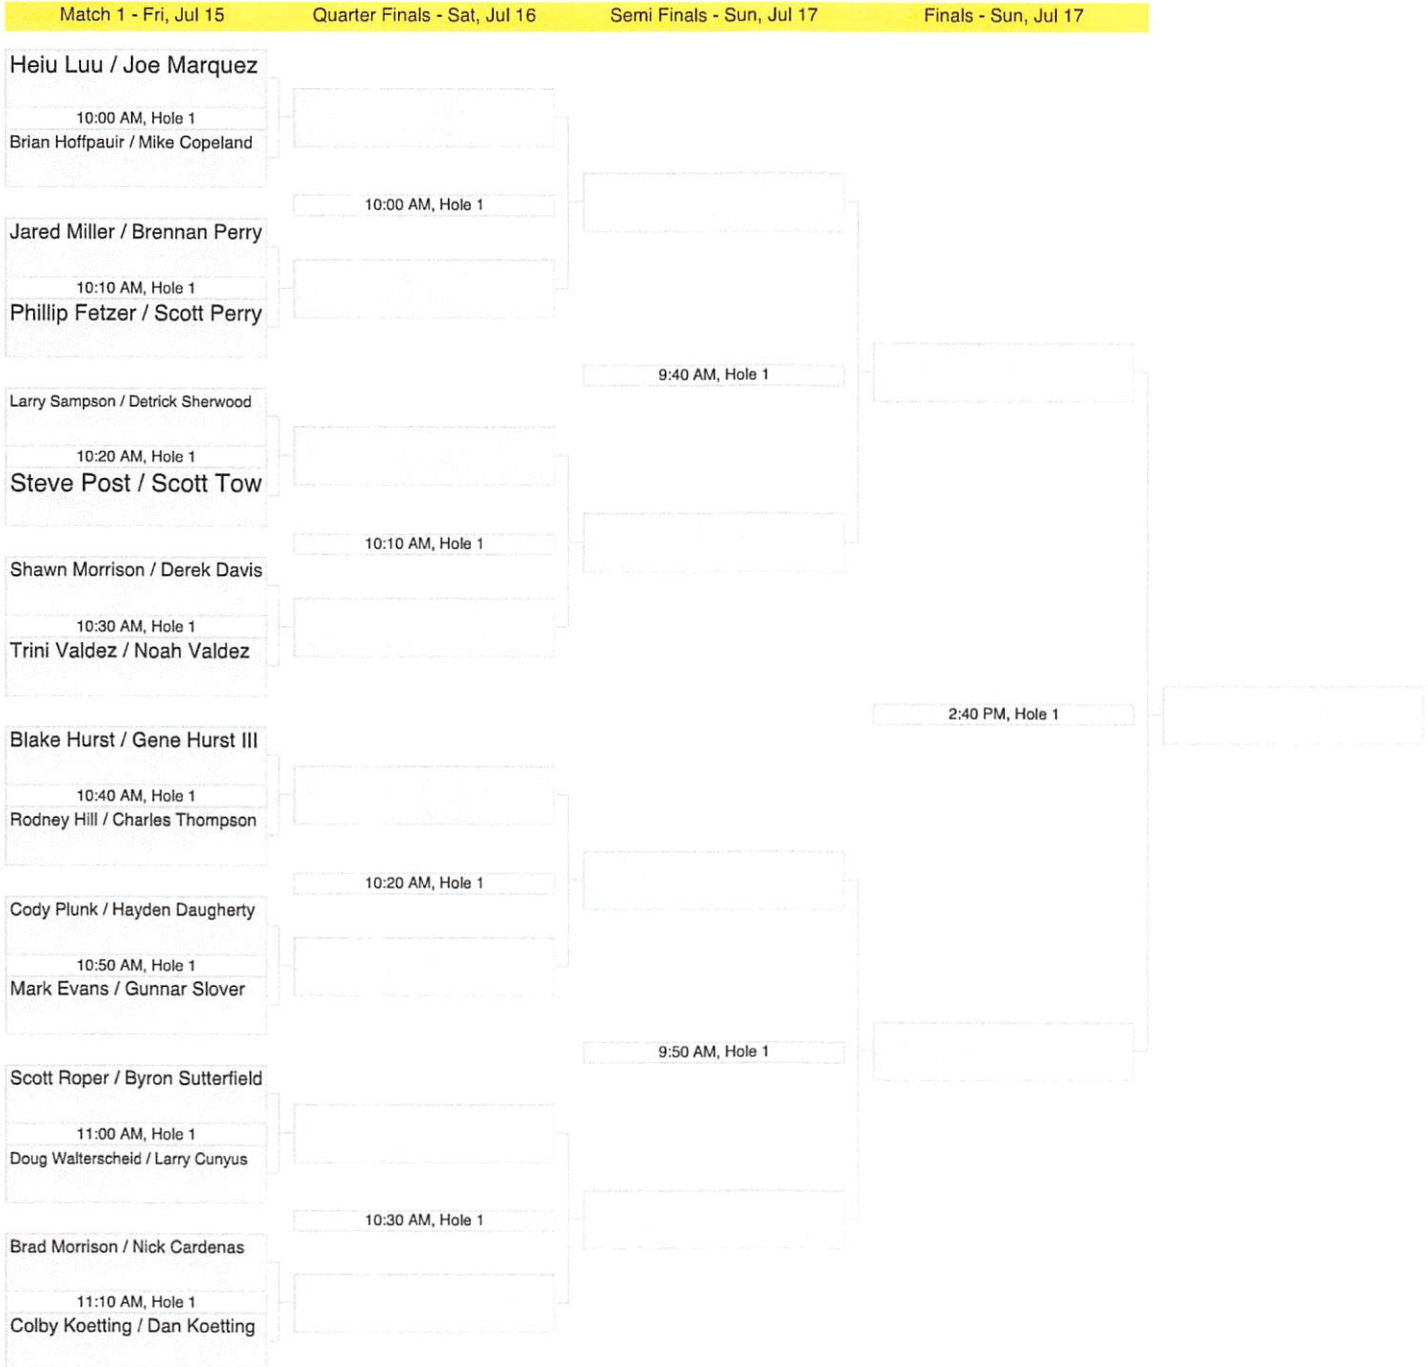 Match 1 - Fri, Jul 15
Quarter Finals - Sat, Jul 16
Semi Finals - Sun, Jul 17
Finals - Sun, Jul 17
Heiu Luu / Joe Marquez
10:00 AM, Hole 1
Brian Hoffpauir / Mike Copeland
Jared Miller / Brennan Perry
10:10 AM, Hole 1
Phillip Fetzer / Scott Perry
Larry Sampson / Detrick Sherwood
10:20 AM, Hole 1
Steve Post / Scott Tow
Shawn Morrison / Derek Davis
10:30 AM, Hole 1
Trini Valdez / Noah Valdez
Blake Hurst / Gene Hurst III
10:40 AM, Hole 1
Rodney Hill / Charles Thompson
Cody Plunk / Hayden Daugherty
10:50 AM, Hole 1
Mark Evans / Gunnar Slover
Scott Roper / Byron Sutterfield
11:00 AM, Hole 1
Doug Walterscheid / Larry Cunyus
Brad Morrison / Nick Cardenas
11:10 AM, Hole 1
Colby Koetting / Dan Koetting
10:00 AM, Hole 1
10:10 AM, Hole 1
10:20 AM, Hole 1
10:30 AM, Hole 1
9:40 AM, Hole 1
9:50 AM, Hole 1
2:40 PM, Hole 1